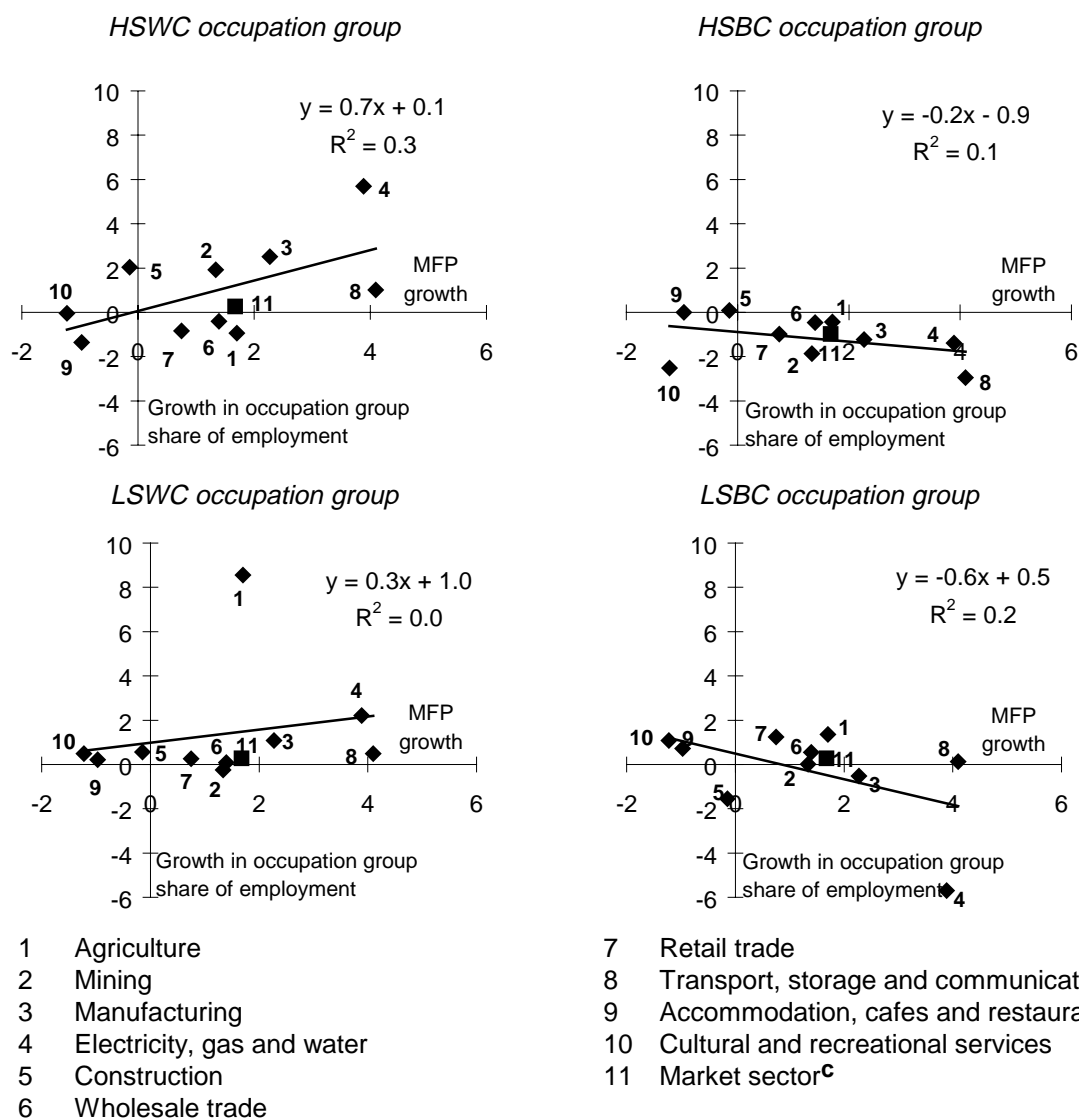 HSWC occupation group
10
8
6
4
2
0
-2
-4
-6
-2 0 2 4 6
y = 0.7x + 0.1
R² = 0.3
4
3
2
5
MFP
growth
8
10
11
9
7
6
1
Growth in occupation group
share of employment
HSBC occupation group
10
8
6
4
2
0
-2
-4
-6
-2 0 2 4 6
y = -0.2x - 0.9
R² = 0.1
MFP
growth
9
5
6
1
3
4
7
2
11
8
10
Growth in occupation group
share of employment
LSWC occupation group
10
8
6
4
2
0
-2
-4
-6
-2 0 2 4 6
y = 0.3x + 1.0
R² = 0.0
1
4
MFP
growth
10
9
5
7
6
2
11
3
8
Growth in occupation group
share of employment
LSBC occupation group
10
8
6
4
2
0
-2
-4
-6
-2 0 2 4 6
y = -0.6x + 0.5
R² = 0.2
MFP
growth
10
9
7
1
6
11
2
3
8
5
4
Growth in occupation group
share of employment
1 Agriculture
2 Mining
3 Manufacturing
4 Electricity, gas and water
5 Construction
6 Wholesale trade
7 Retail trade
8 Transport, storage and communicat
9 Accommodation, cafes and restaura
10 Cultural and recreational services
11 Market sectorᶜ